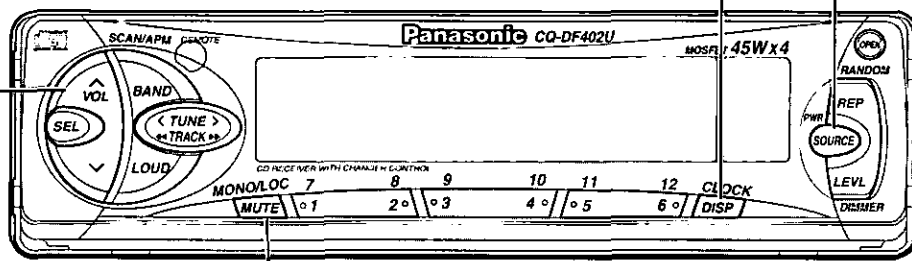 SCAN/APM REMOTE
Panasonic CQ-DF402U
MOSFET 45W x 4
OPEN
RANDOM
VOL BAND
SEL
< TUNE >
◀◀ TRACK ▶▶
LOUD
REP
PWR
SOURCE
LEVL
DIMMER
CD RECEIVER WITH CHANGER CONTROL
MONO/LOC 7 8 9 10 11 12 CLOCK
MUTE 1 2 3 4 5 6 DISP